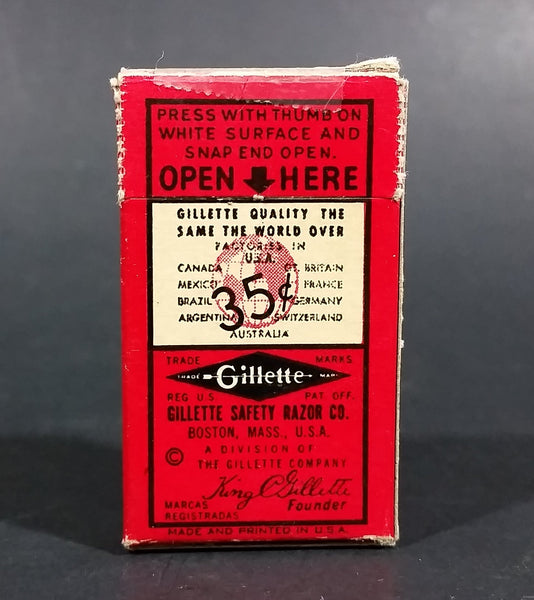 PRESS WITH THUMB ON
WHITE SURFACE AND
SNAP END OPEN.
OPEN HERE
GILLETTE QUALITY THE
SAME THE WORLD OVER
FACTORIES IN
U.S.A.
CANADA GT. BRITAIN
MEXICO FRANCE
BRAZIL GERMANY
ARGENTINA SWITZERLAND
AUSTRALIA
35¢
TRADE MARKS
TRADE Gillette MARK
REG U.S. PAT. OFF.
GILLETTE SAFETY RAZOR CO.
BOSTON, MASS., U.S.A.
A DIVISION OF
© THE GILLETTE COMPANY
King C Gillette
MARCAS Founder
REGISTRADAS
MADE AND PRINTED IN U.S.A.